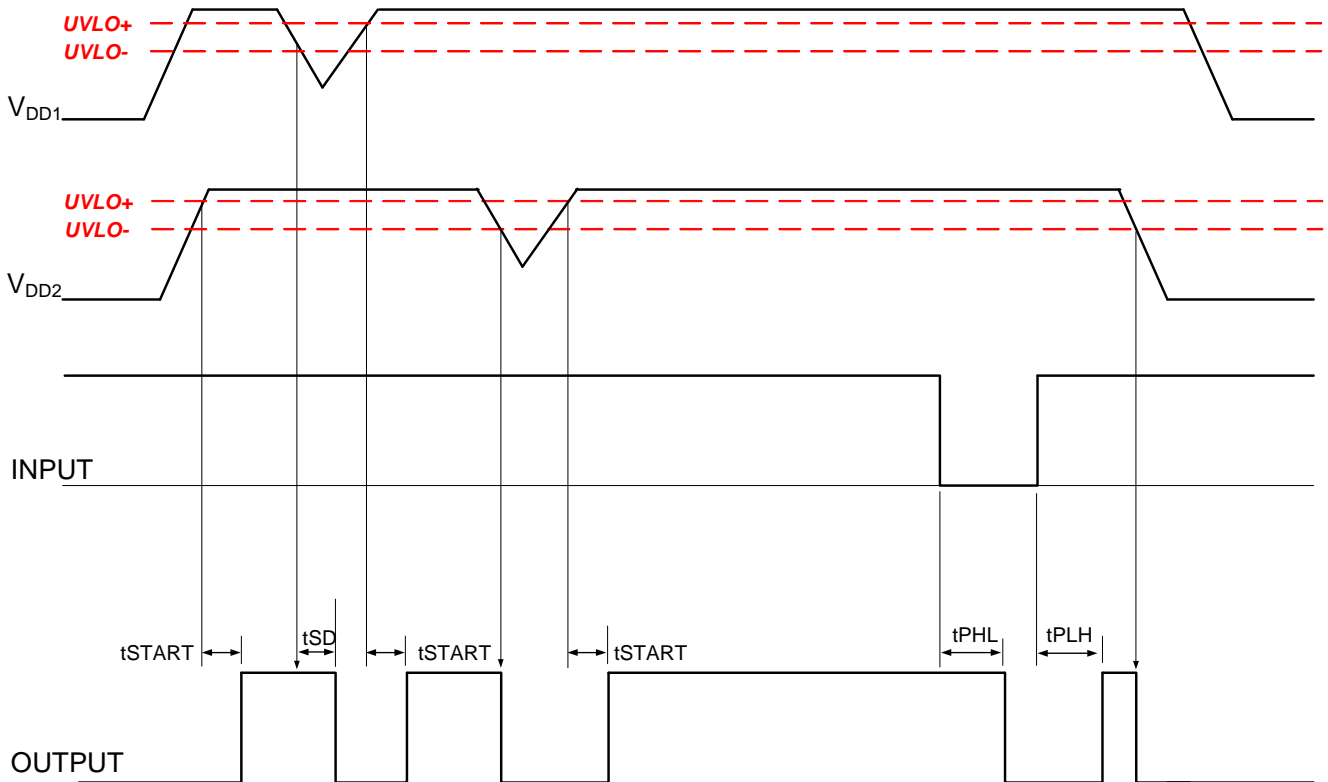 UVLO+
UVLO-
VDD1
UVLO+
UVLO-
VDD2
INPUT
tSTART
tSD
tSTART
tSTART
tPHL
tPLH
OUTPUT